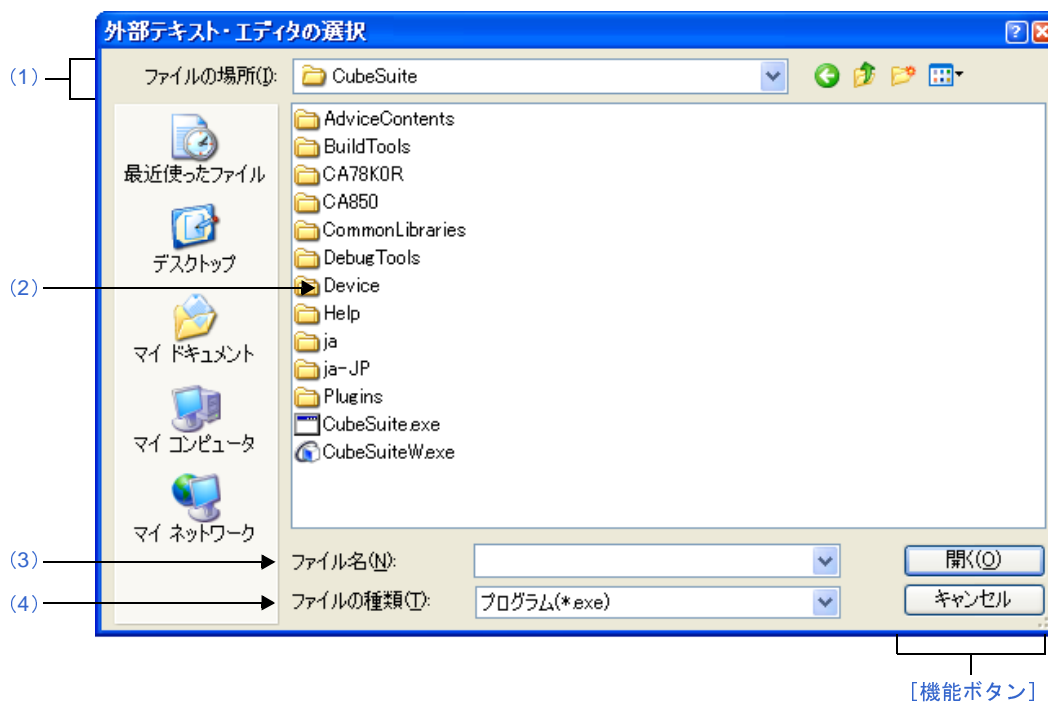 外部テキスト・エディタの選択
(1)
ファイルの場所(I):
CubeSuite
最近使ったファイル
デスクトップ
マイ ドキュメント
マイ コンピュータ
マイ ネットワーク
AdviceContents
BuildTools
CA78K0R
CA850
CommonLibraries
DebugTools
(2)
Device
Help
ja
ja-JP
Plugins
CubeSuite.exe
CubeSuiteW.exe
(3)
ファイル名(N):
開く(O)
(4)
ファイルの種類(T):
プログラム(*.exe)
キャンセル
[機能ボタン]